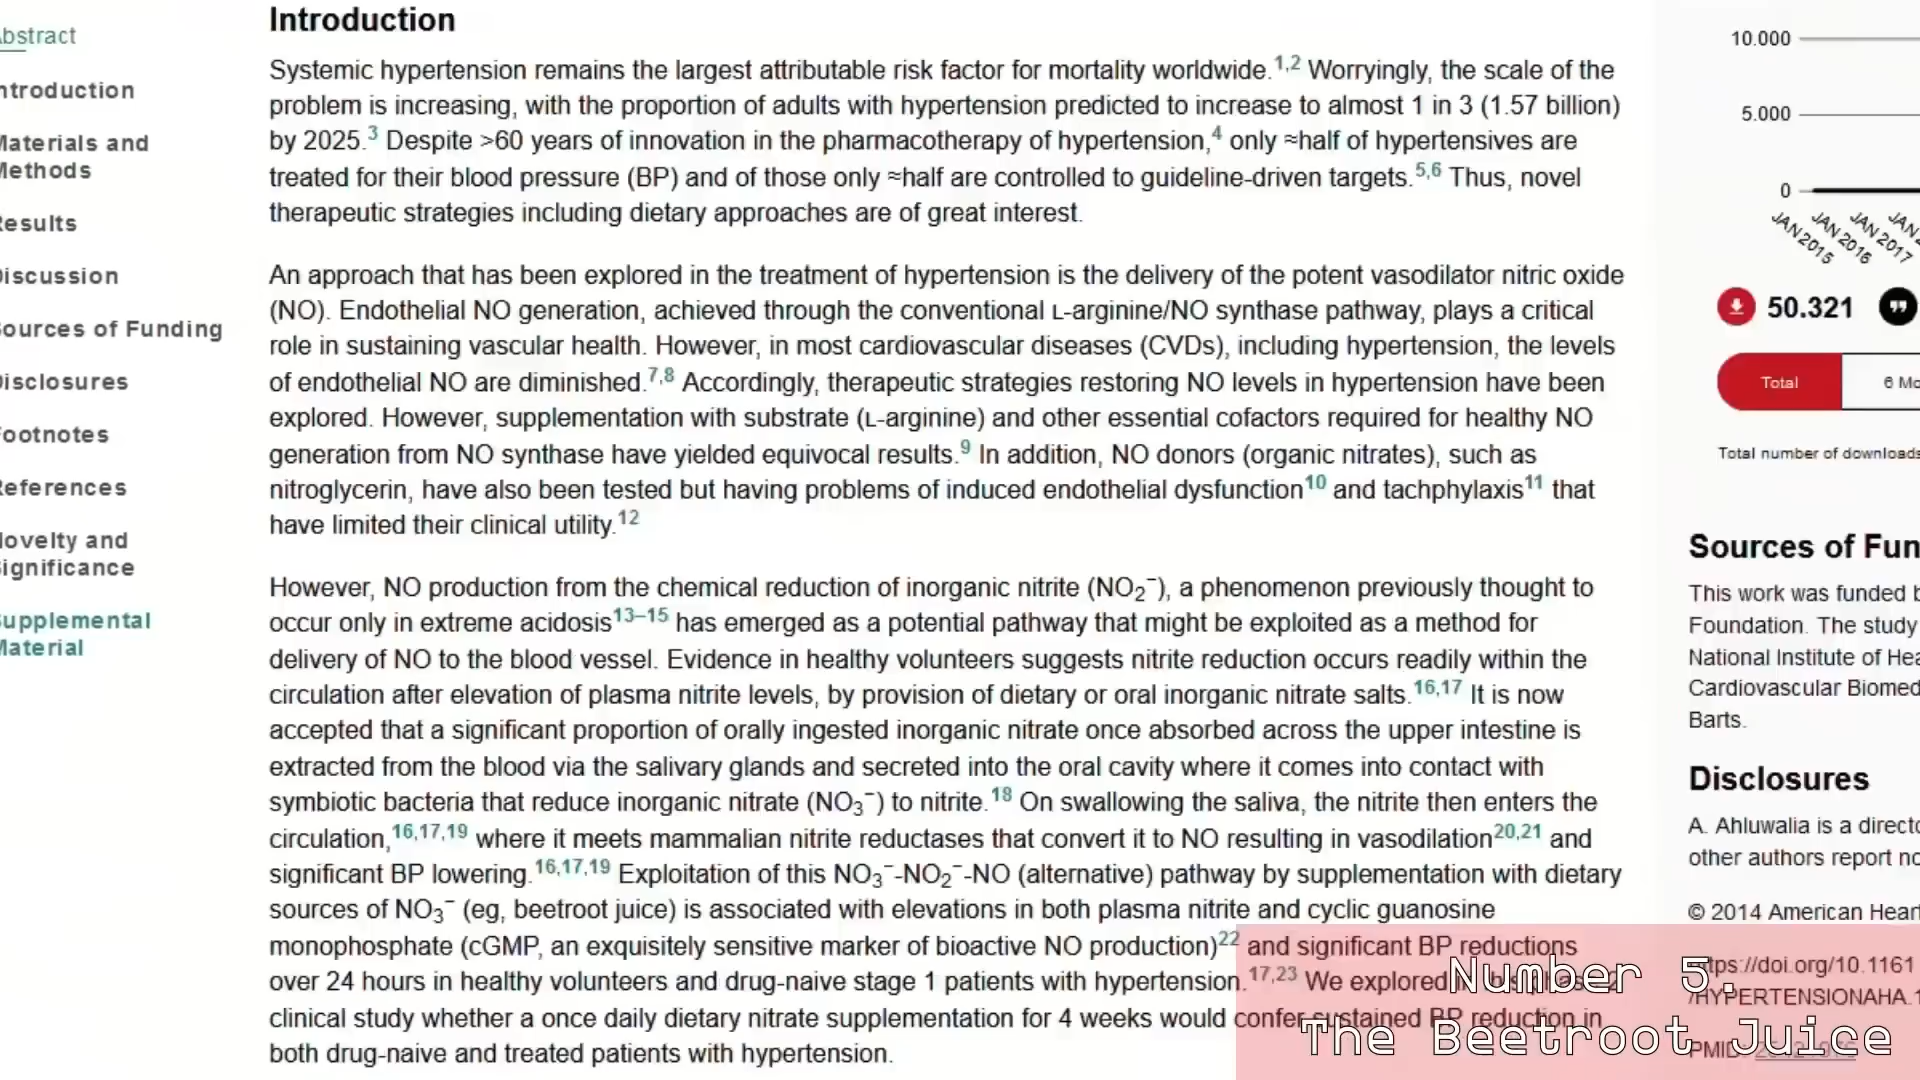 Abstract
Introduction
Materials and
Methods
Results
Discussion
Sources of Funding
Disclosures
Footnotes
References
Novelty and
Significance
Supplemental
Material
Introduction
Systemic hypertension remains the largest attributable risk factor for mortality worldwide.1,2 Worryingly, the scale of the
problem is increasing, with the proportion of adults with hypertension predicted to increase to almost 1 in 3 (1.57 billion)
by 2025.3 Despite >60 years of innovation in the pharmacotherapy of hypertension,4 only ≈half of hypertensives are
treated for their blood pressure (BP) and of those only ≈half are controlled to guideline-driven targets.5,6 Thus, novel
therapeutic strategies including dietary approaches are of great interest.
An approach that has been explored in the treatment of hypertension is the delivery of the potent vasodilator nitric oxide
(NO). Endothelial NO generation, achieved through the conventional L-arginine/NO synthase pathway, plays a critical
role in sustaining vascular health. However, in most cardiovascular diseases (CVDs), including hypertension, the levels
of endothelial NO are diminished.7,8 Accordingly, therapeutic strategies restoring NO levels in hypertension have been
explored. However, supplementation with substrate (L-arginine) and other essential cofactors required for healthy NO
generation from NO synthase have yielded equivocal results.9 In addition, NO donors (organic nitrates), such as
nitroglycerin, have also been tested but having problems of induced endothelial dysfunction10 and tachphylaxis11 that
have limited their clinical utility.12
However, NO production from the chemical reduction of inorganic nitrite (NO2−), a phenomenon previously thought to
occur only in extreme acidosis13–15 has emerged as a potential pathway that might be exploited as a method for
delivery of NO to the blood vessel. Evidence in healthy volunteers suggests nitrite reduction occurs readily within the
circulation after elevation of plasma nitrite levels, by provision of dietary or oral inorganic nitrate salts.16,17 It is now
accepted that a significant proportion of orally ingested inorganic nitrate once absorbed across the upper intestine is
extracted from the blood via the salivary glands and secreted into the oral cavity where it comes into contact with
symbiotic bacteria that reduce inorganic nitrate (NO3−) to nitrite.18 On swallowing the saliva, the nitrite then enters the
circulation,16,17,19 where it meets mammalian nitrite reductases that convert it to NO resulting in vasodilation20,21 and
significant BP lowering.16,17,19 Exploitation of this NO3−-NO2−-NO (alternative) pathway by supplementation with dietary
sources of NO3− (eg, beetroot juice) is associated with elevations in both plasma nitrite and cyclic guanosine
monophosphate (cGMP, an exquisitely sensitive marker of bioactive NO production)22 and significant BP reductions
over 24 hours in healthy volunteers and drug-naive stage 1 patients with hypertension.17,23 We explored
clinical study whether a once daily dietary nitrate supplementation for 4 weeks would confer sustained BP reduction in
both drug-naive and treated patients with hypertension.
10.000
5.000
0
JAN 2015
JAN 2016
JAN 2017
JAN
50.321
Total
6 Mo
Total number of downloads
Sources of Fun
This work was funded b
Foundation. The study
National Institute of Hea
Cardiovascular Biomed
Barts.
Disclosures
A. Ahluwalia is a directo
other authors report no
© 2014 American Heart
https://doi.org/10.1161
/HYPERTENSIONAHA.1
PMID:
Number 5.
The Beetroot Juice